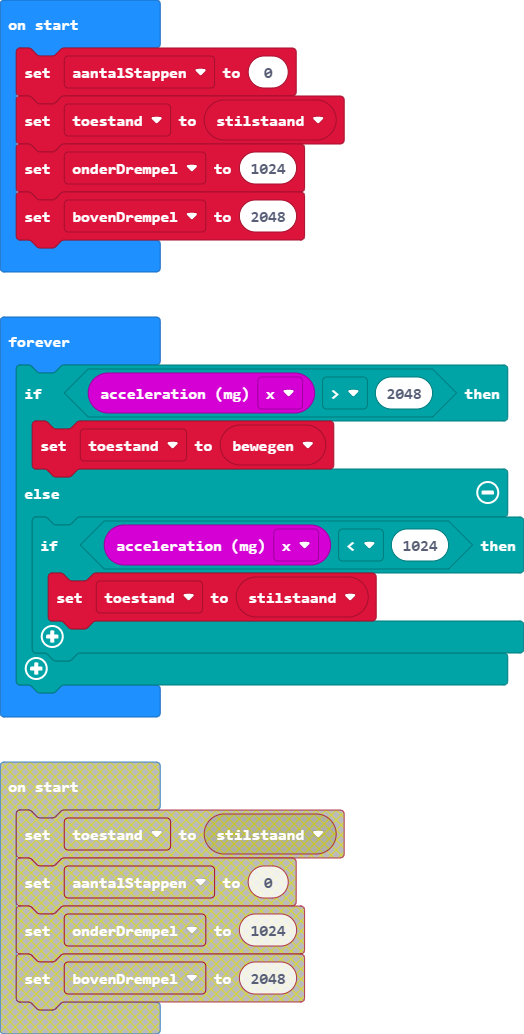 on start
set aantalStappen to 0
set toestand to stilstaand
set onderDrempel to 1024
set bovenDrempel to 2048
forever
if acceleration (mg) x > 2048 then
set toestand to bewegen
else
if acceleration (mg) x < 1024 then
set toestand to stilstaand
on start
set toestand to stilstaand
set aantalStappen to 0
set onderDrempel to 1024
set bovenDrempel to 2048